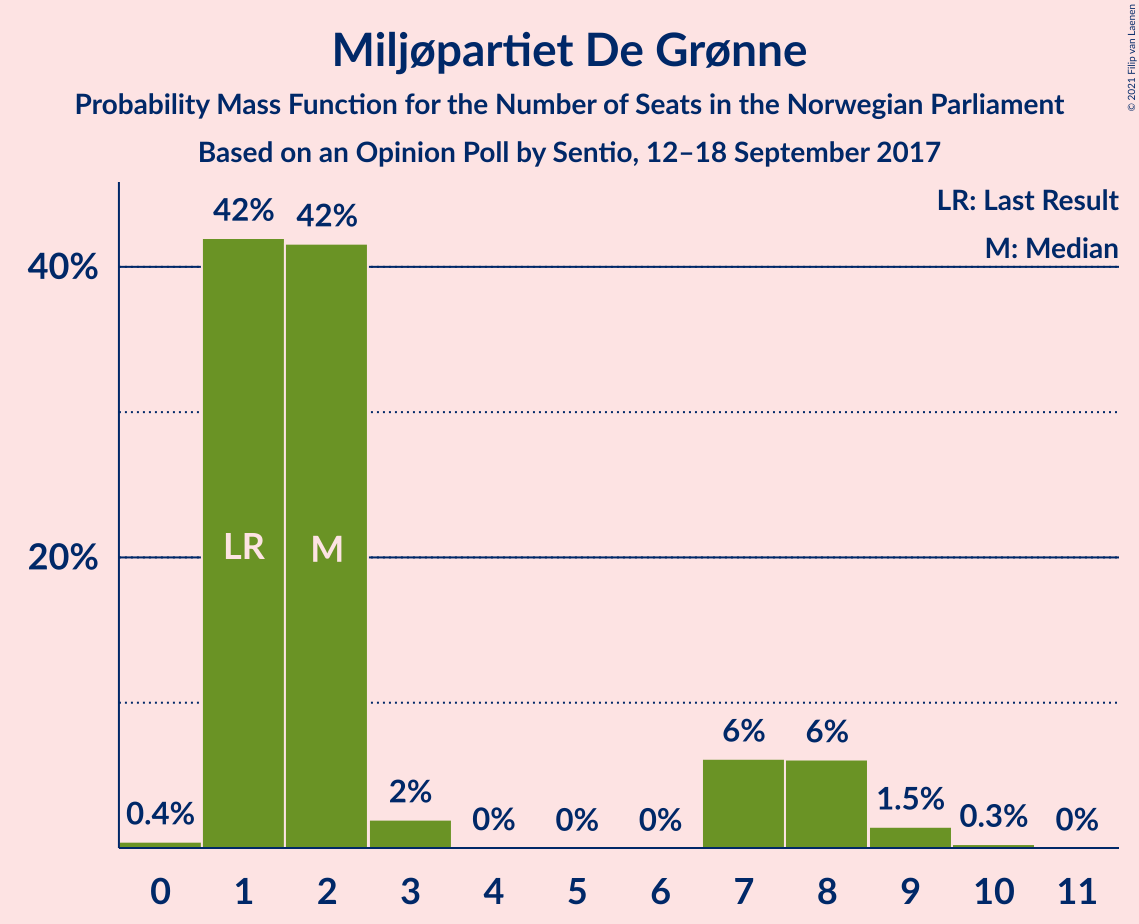 Miljøpartiet De Grønne
Probability Mass Function for the Number of Seats in the Norwegian Parliament
Based on an Opinion Poll by Sentio, 12–18 September 2017
© 2021 Filip van Laenen
LR: Last Result
M: Median
42%
42%
40%
LR
M
20%
6%
6%
2%
1.5%
0.4%
0%
0%
0%
0.3%
0%
0 1 2 3 4 5 6 7 8 9 10 11